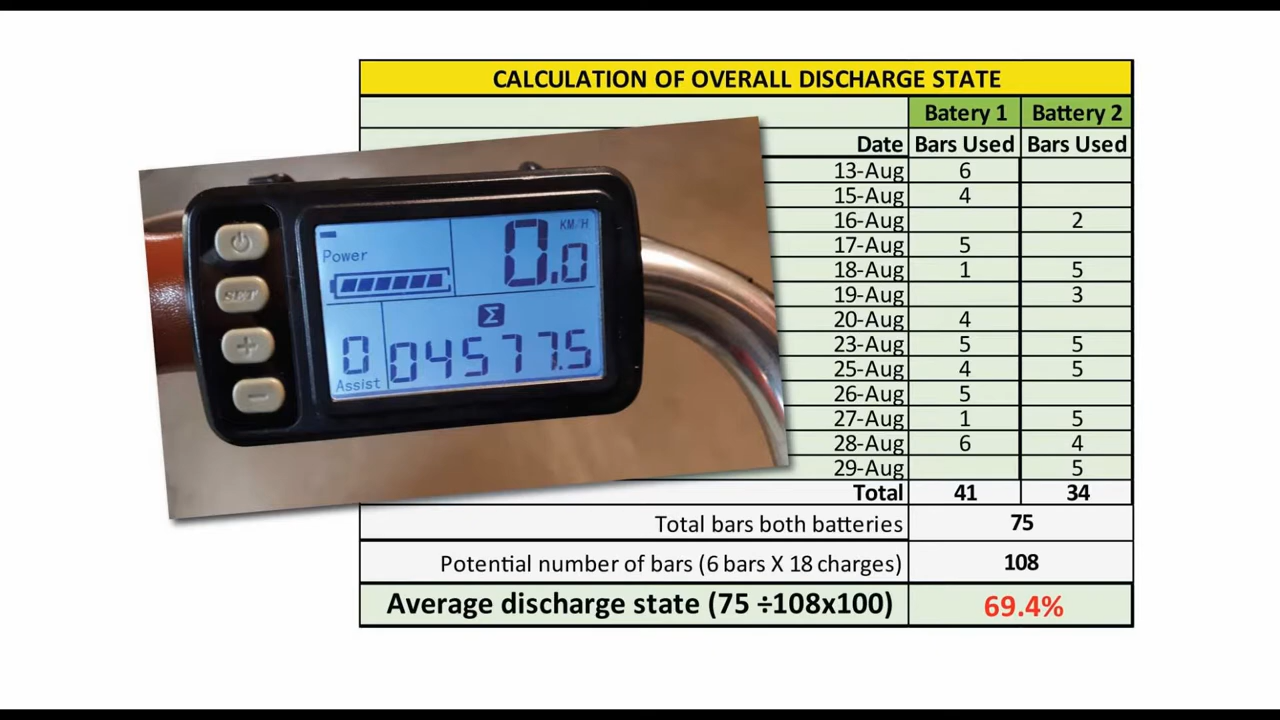 CALCULATION OF OVERALL DISCHARGE STATE
Batery 1 Battery 2
Date Bars Used Bars Used
13-Aug 6
15-Aug 4
16-Aug 2
17-Aug 5
18-Aug 1 5
19-Aug 3
20-Aug 4
23-Aug 5 5
25-Aug 4 5
26-Aug 5
27-Aug 1 5
28-Aug 6 4
29-Aug 5
Total 41 34
Total bars both batteries 75
Potential number of bars (6 bars X 18 charges) 108
Average discharge state (75 ÷108x100) 69.4%
SET
+
−
Power
KM/H
0.0
Σ
0 04577.5
Assist